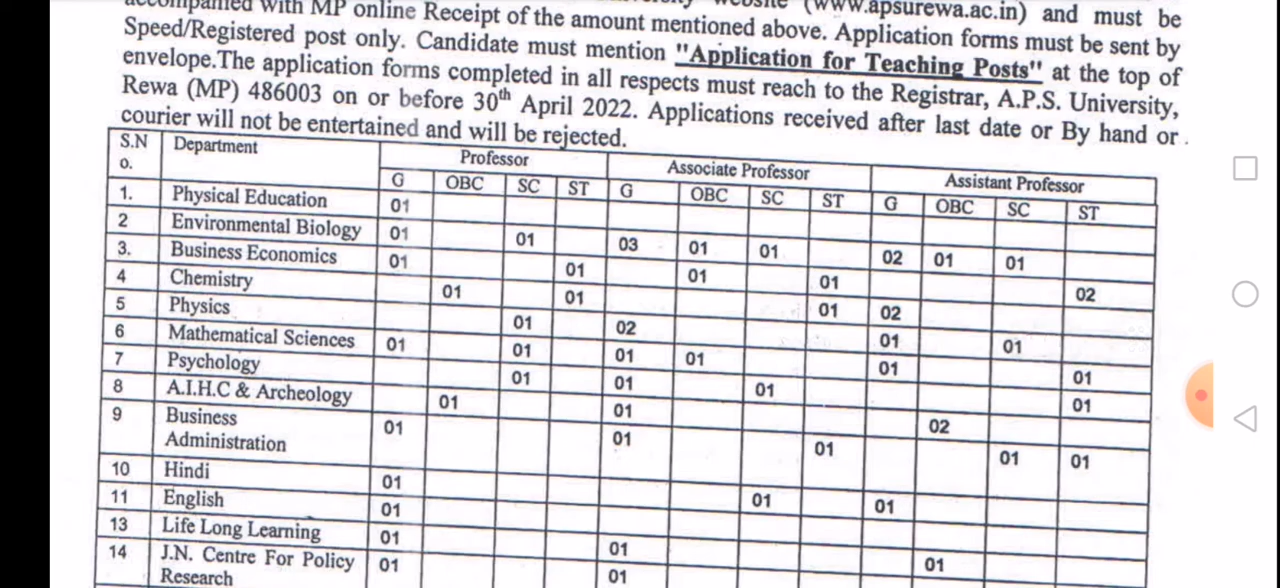 website (www.apsurewa.ac.in) and must be
accompanied with MP online Receipt of the amount mentioned above. Application forms must be sent by
Speed/Registered post only. Candidate must mention "Application for Teaching Posts" at the top of
envelope.The application forms completed in all respects must reach to the Registrar, A.P.S. University,
Rewa (MP) 486003 on or before 30th April 2022. Applications received after last date or By hand or
courier will not be entertained and will be rejected.
S.N o. Department Professor Associate Professor Assistant Professor
G OBC SC ST G OBC SC ST G OBC SC ST
1. Physical Education 01
2 Environmental Biology 01 01 03 01 01 02 01 01
3. Business Economics 01 01 01 01 02
4 Chemistry 01 01 01 02
5 Physics 01 02 01 01
6 Mathematical Sciences 01 01 01 01 01 01
7 Psychology 01 01 01 01
8 A.I.H.C & Archeology 01 01 02
9 Business Administration 01 01 01 01 01
10 Hindi 01 01 01
11 English 01
13 Life Long Learning 01 01 01
14 J.N. Centre For Policy Research 01 01